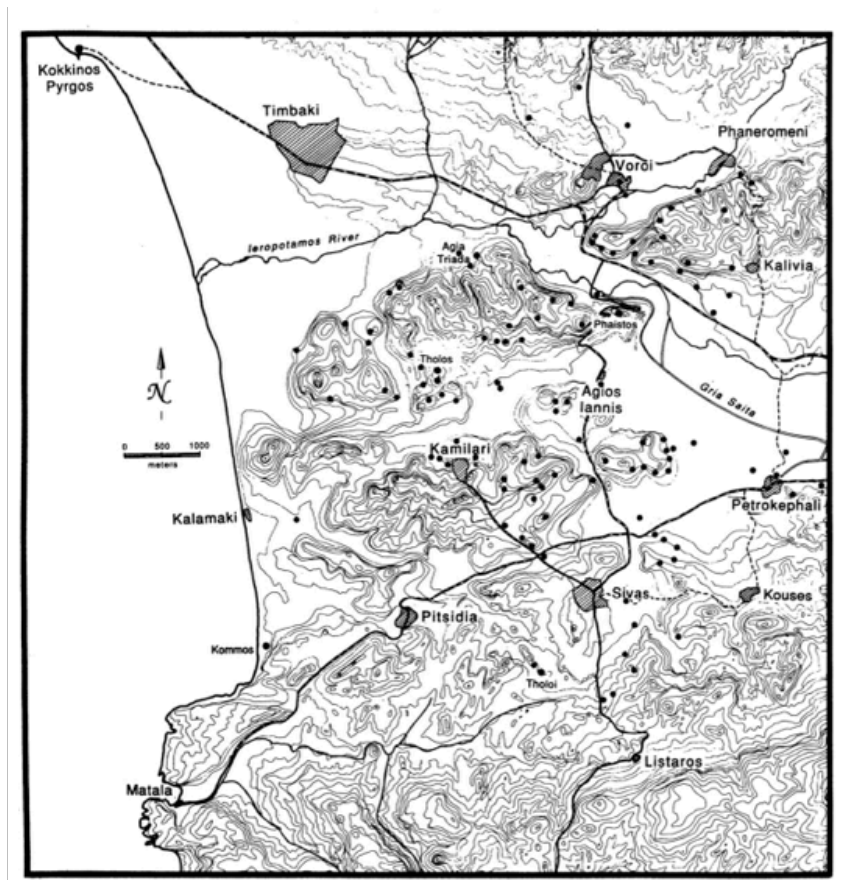 Kokkinos
Pyrgos
Timbaki
Phaneromeni
Voroi
Ieropotamos River
Agia
Triada
Kalivia
Phaistos
Tholos
Agios
Iannis
Gria Saita
N
0 500 1000
meters
Kamilari
Kalamaki
Petrokephali
Sivas
Kouses
Pitsidia
Kommos
Tholoi
Listaros
Matala